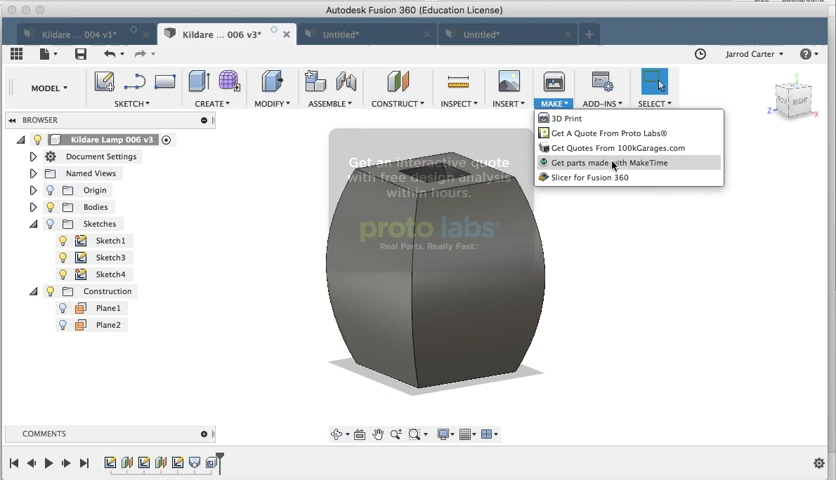 Autodesk Fusion 360 (Education License)
Kildare ... 004 v1*
Kildare ... 006 v3*
Untitled*
Untitled*
Jarrod Carter
MODEL
SKETCH
CREATE
MODIFY
ASSEMBLE
CONSTRUCT
INSPECT
INSERT
MAKE
ADD-INS
SELECT
BROWSER
Kildare Lamp 006 v3
Document Settings
Named Views
Origin
Bodies
Sketches
Sketch1
Sketch3
Sketch4
Construction
Plane1
Plane2
3D Print
Get A Quote From Proto Labs®
Get Quotes From 100kGarages.com
Get parts made with MakeTime
Slicer for Fusion 360
Get an interactive quote
with free design analysis
within hours.
proto labs®
Real Parts. Really Fast.™
Z
RIGHT
COMMENTS